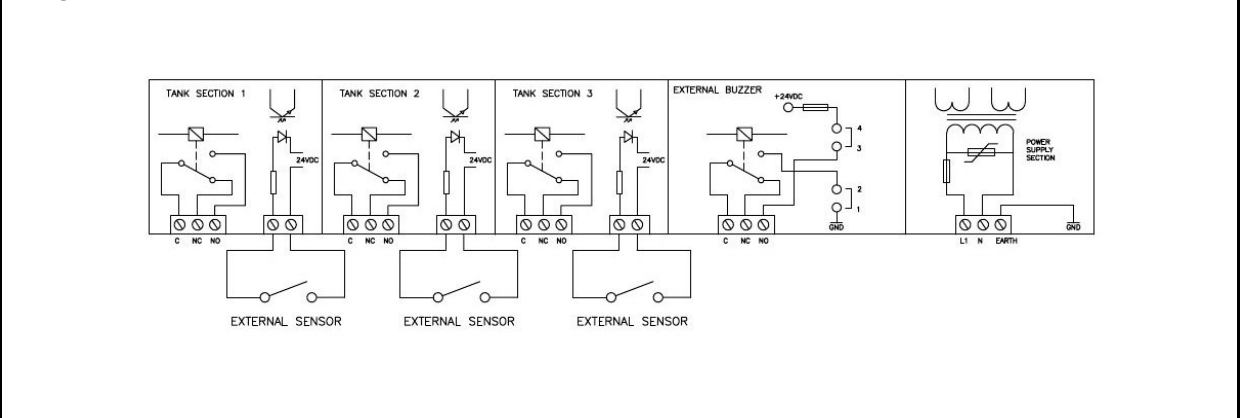 TANK SECTION 1
24VDC
C NC NO
EXTERNAL SENSOR
TANK SECTION 2
24VDC
C NC NO
EXTERNAL SENSOR
TANK SECTION 3
24VDC
C NC NO
EXTERNAL SENSOR
EXTERNAL BUZZER
+24VDC
4
3
2
1
GND
C NC NO
POWER
SUPPLY
SECTION
L1 N EARTH
GND